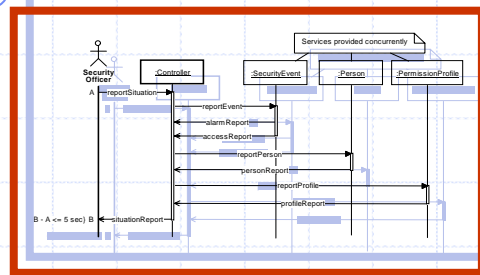 Services provided concurrently
Security
Officer
:Controller
:SecurityEvent
:Person
:PermissionProfile
A
reportSituation
reportEvent
alarmReport
accessReport
reportPerson
personReport
reportProfile
profileReport
B - A <= 5 sec} B
situationReport